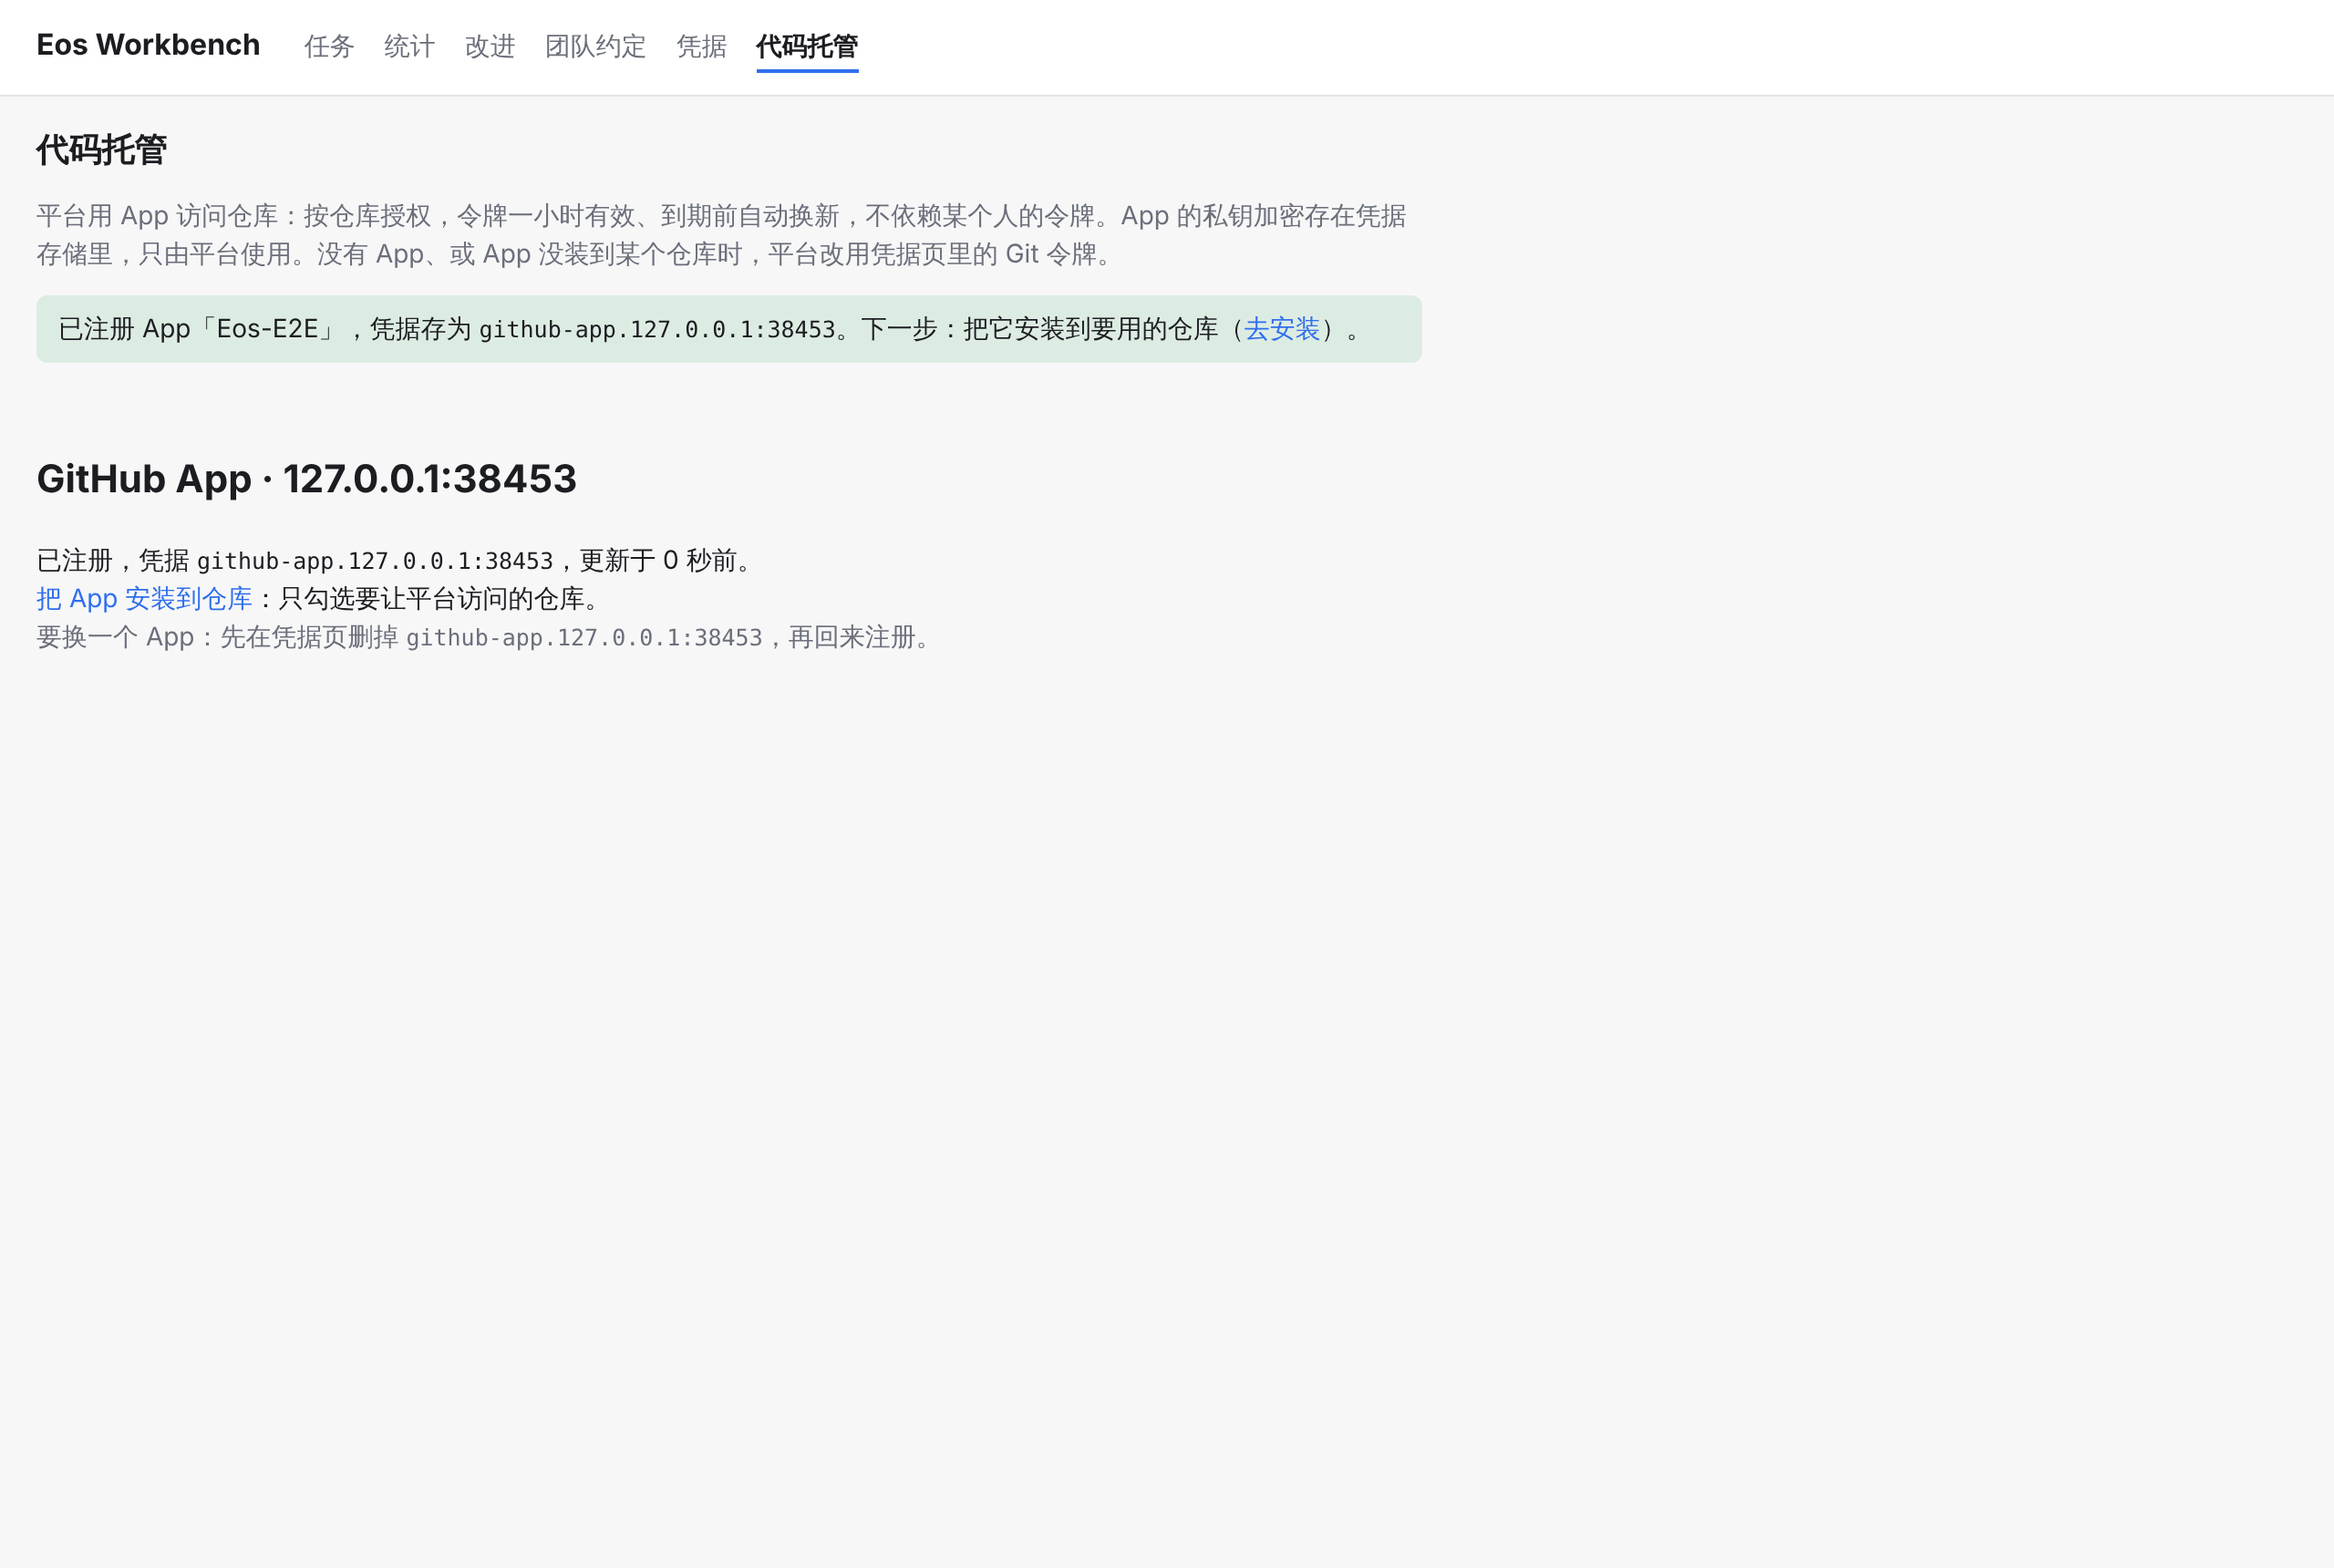 Eos Workbench 任务 统计 改进 团队约定 凭据 代码托管
代码托管
平台用 App 访问仓库：按仓库授权，令牌一小时有效、到期前自动换新，不依赖某个人的令牌。App 的私钥加密存在凭据
存储里，只由平台使用。没有 App、或 App 没装到某个仓库时，平台改用凭据页里的 Git 令牌。
已注册 App「Eos-E2E」，凭据存为 github-app.127.0.0.1:38453。下一步：把它安装到要用的仓库（去安装）。
GitHub App · 127.0.0.1:38453
已注册，凭据 github-app.127.0.0.1:38453，更新于 0 秒前。
把 App 安装到仓库：只勾选要让平台访问的仓库。
要换一个 App：先在凭据页删掉 github-app.127.0.0.1:38453，再回来注册。